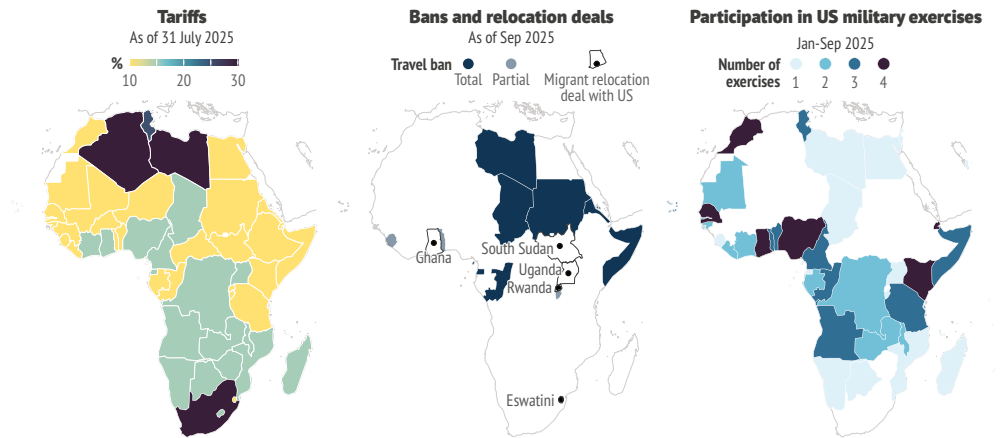 Tariffs
As of 31 July 2025
%
10 20 30
Bans and relocation deals
As of Sep 2025
Travel ban
Total Partial
Migrant relocation
deal with US
Ghana
South Sudan
Uganda
Rwanda
Eswatini
Participation in US military exercises
Jan-Sep 2025
Number of
exercises
1 2 3 4